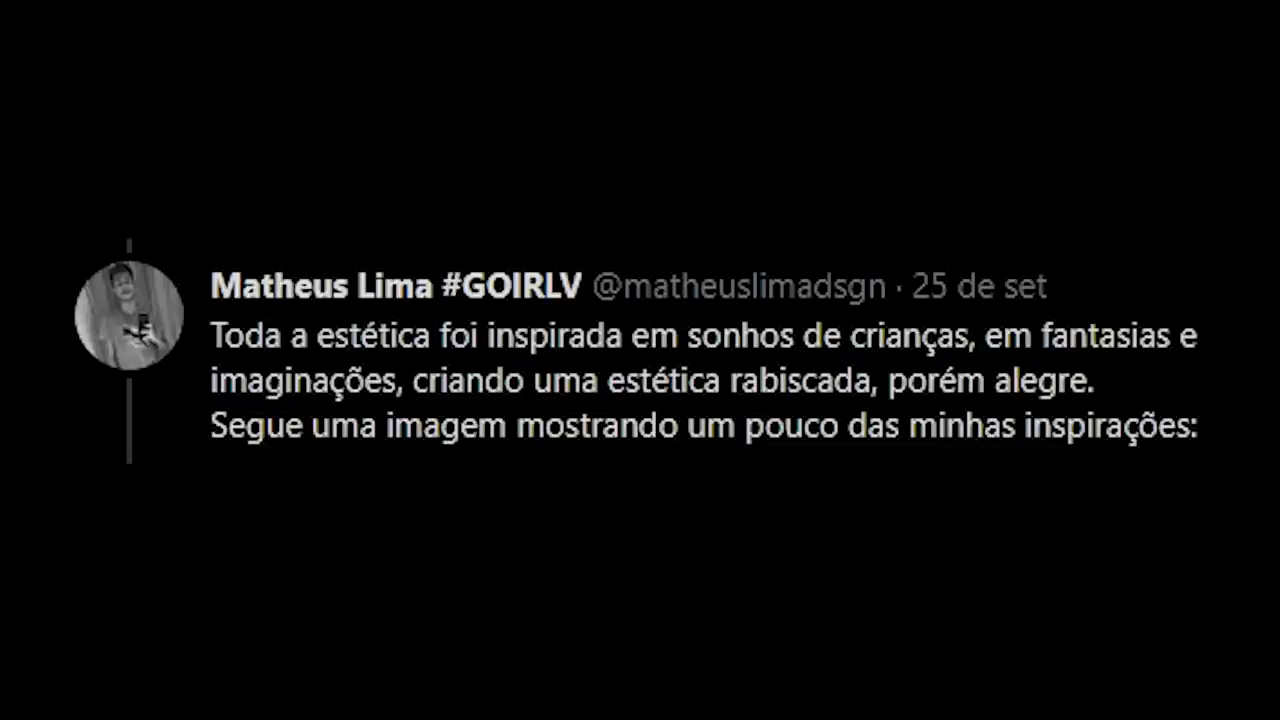 Matheus Lima #GOIRLV @matheuslimadsgn · 25 de set
Toda a estética foi inspirada em sonhos de crianças, em fantasias e
imaginações, criando uma estética rabiscada, porém alegre.
Segue uma imagem mostrando um pouco das minhas inspirações: